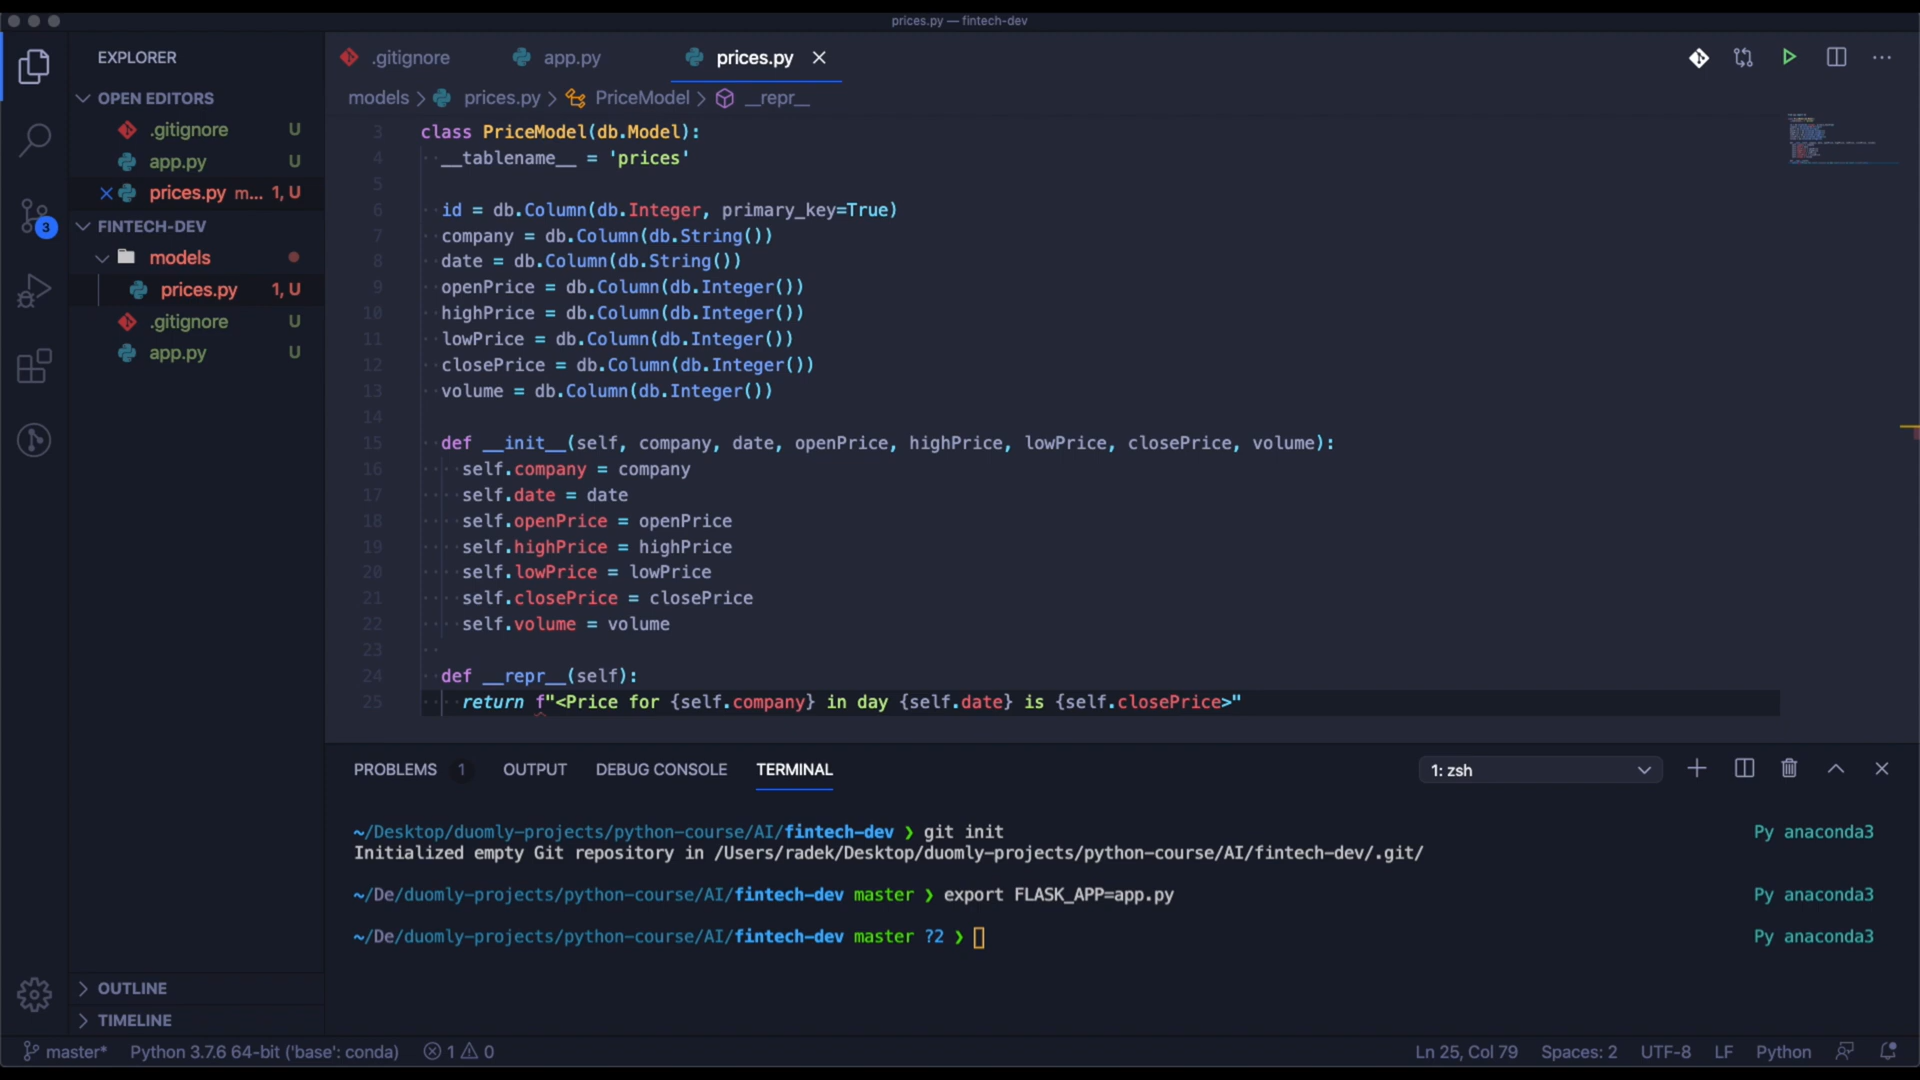 prices.py — fintech-dev
EXPLORER
.gitignore
app.py
prices.py
OPEN EDITORS
models > prices.py > PriceModel > __repr__
.gitignore U
app.py U
prices.py m... 1, U
FINTECH-DEV
models
prices.py 1, U
.gitignore U
app.py U
3
3 class PriceModel(db.Model):
4 __tablename__ = 'prices'
5
6 id = db.Column(db.Integer, primary_key=True)
7 company = db.Column(db.String())
8 date = db.Column(db.String())
9 openPrice = db.Column(db.Integer())
10 highPrice = db.Column(db.Integer())
11 lowPrice = db.Column(db.Integer())
12 closePrice = db.Column(db.Integer())
13 volume = db.Column(db.Integer())
14
15 def __init__(self, company, date, openPrice, highPrice, lowPrice, closePrice, volume):
16 self.company = company
17 self.date = date
18 self.openPrice = openPrice
19 self.highPrice = highPrice
20 self.lowPrice = lowPrice
21 self.closePrice = closePrice
22 self.volume = volume
23
24 def __repr__(self):
25 return f"<Price for {self.company} in day {self.date} is {self.closePrice>"
PROBLEMS 1 OUTPUT DEBUG CONSOLE TERMINAL 1: zsh
~/Desktop/duomly-projects/python-course/AI/fintech-dev ❯ git init Py anaconda3
Initialized empty Git repository in /Users/radek/Desktop/duomly-projects/python-course/AI/fintech-dev/.git/
~/De/duomly-projects/python-course/AI/fintech-dev master ❯ export FLASK_APP=app.py Py anaconda3
~/De/duomly-projects/python-course/AI/fintech-dev master ?2 ❯ Py anaconda3
OUTLINE
TIMELINE
master* Python 3.7.6 64-bit ('base': conda) 1 0 Ln 25, Col 79 Spaces: 2 UTF-8 LF Python